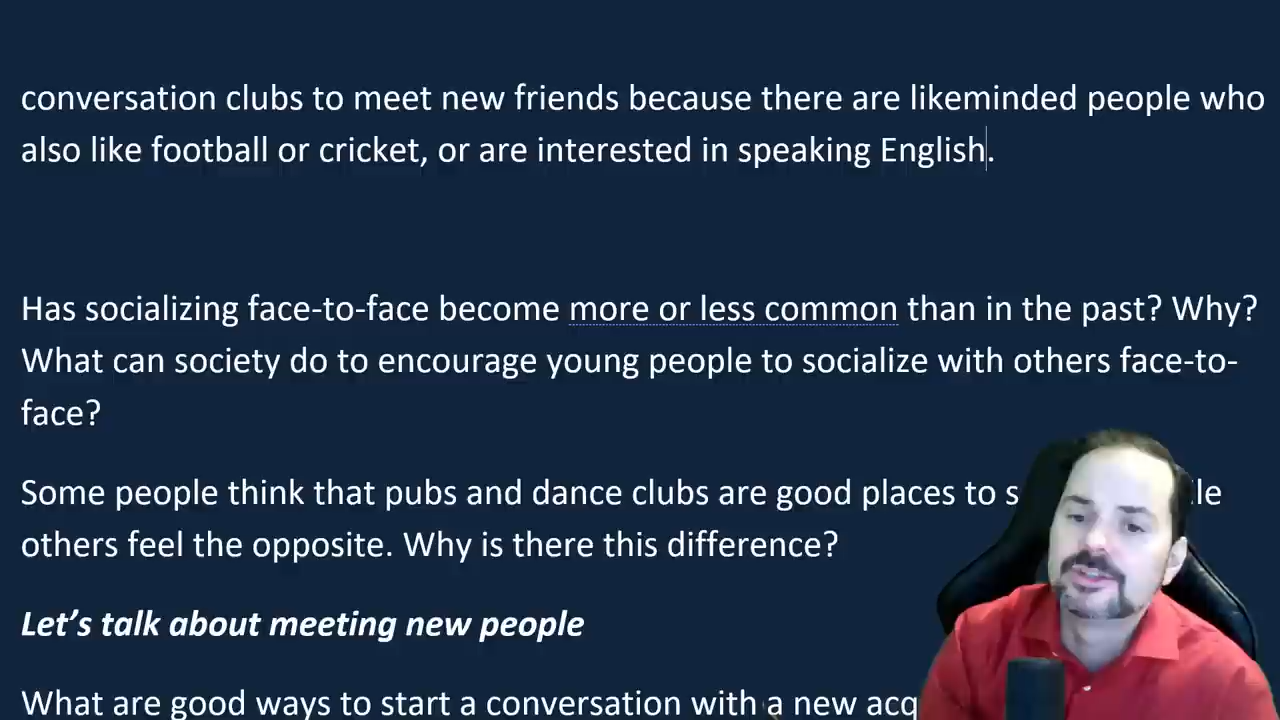 conversation clubs to meet new friends because there are likeminded people who
also like football or cricket, or are interested in speaking English.
Has socializing face-to-face become more or less common than in the past? Why?
What can society do to encourage young people to socialize with others face-to-
face?
Some people think that pubs and dance clubs are good places to
others feel the opposite. Why is there this difference?
Let’s talk about meeting new people
What are good ways to start a conversation with a new